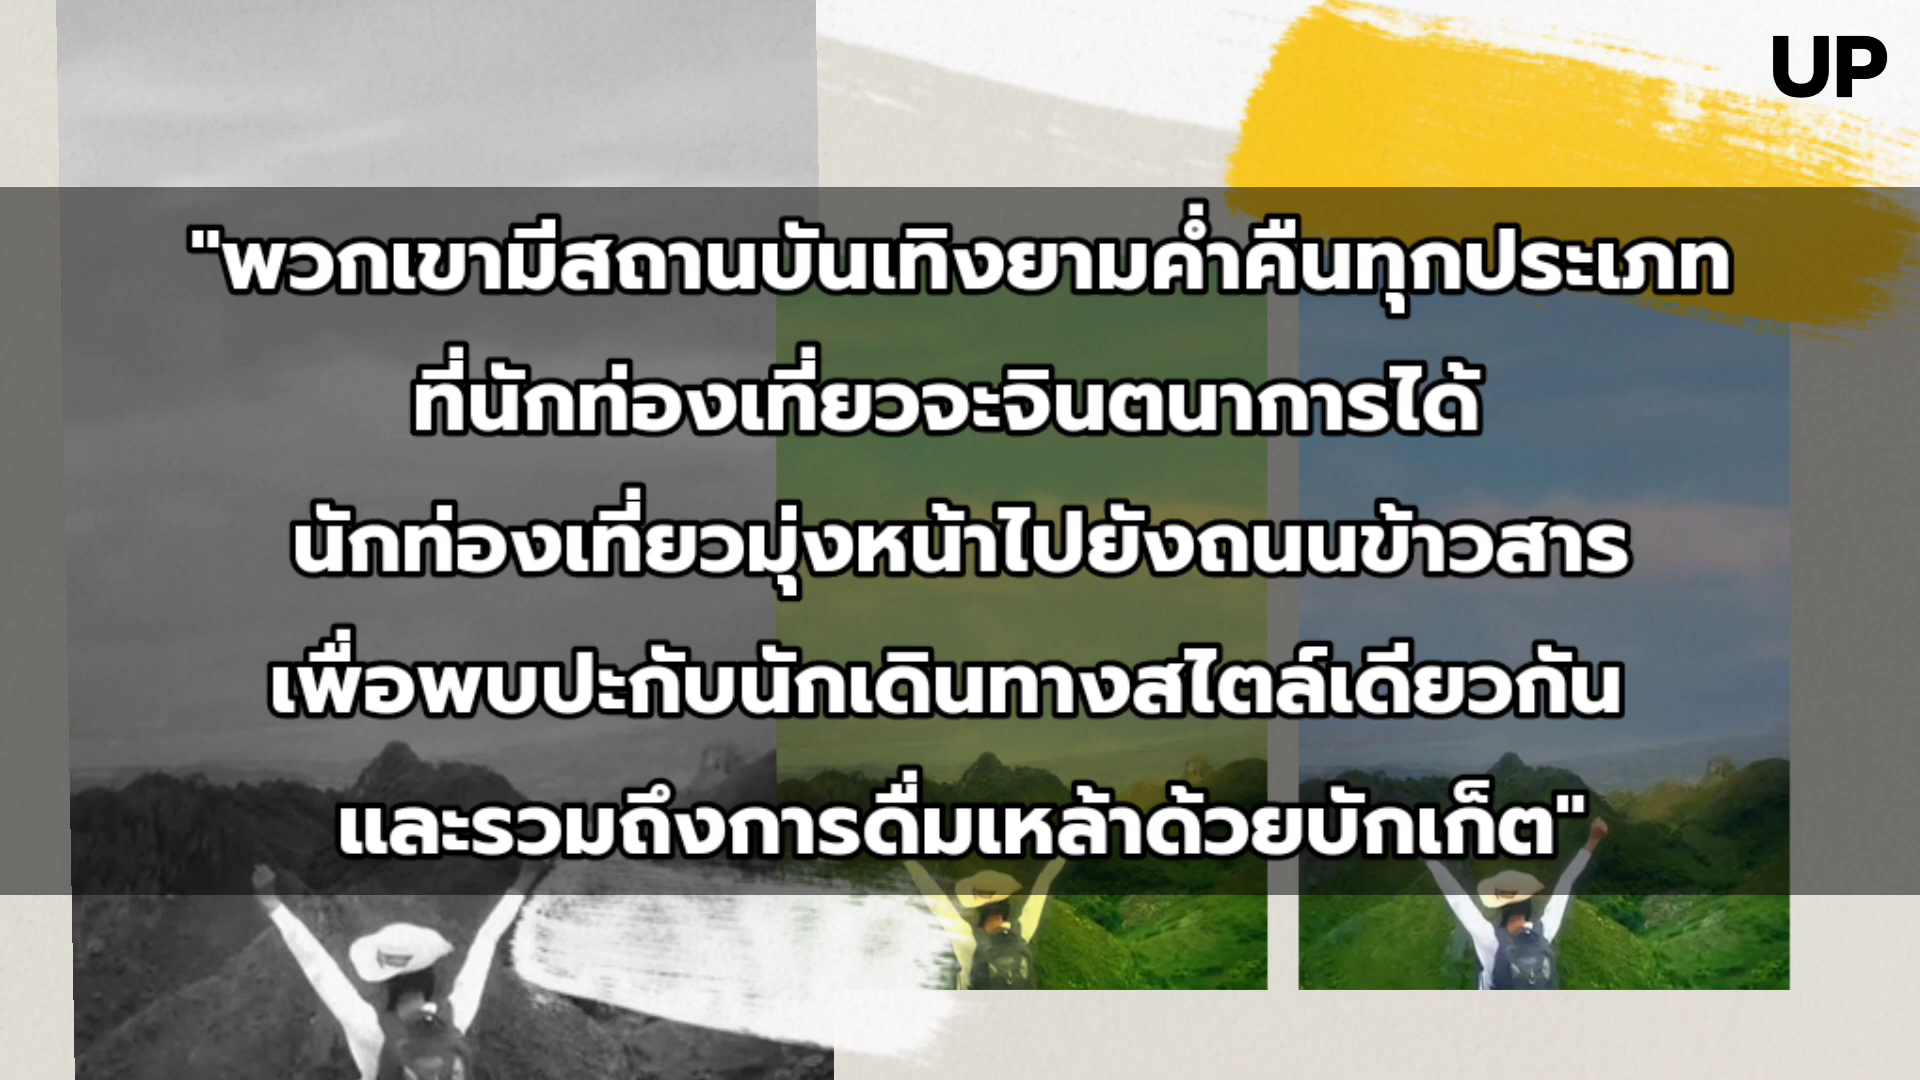 UP
"พวกเขามีสถานบันเทิงยามค่ำคืนทุกประเภท
ที่นักท่องเที่ยวจะจินตนาการได้
นักท่องเที่ยวมุ่งหน้าไปยังถนนข้าวสาร
เพื่อพบปะกับนักเดินทางสไตล์เดียวกัน
และรวมถึงการดื่มเหล้าด้วยบักเก็ต"